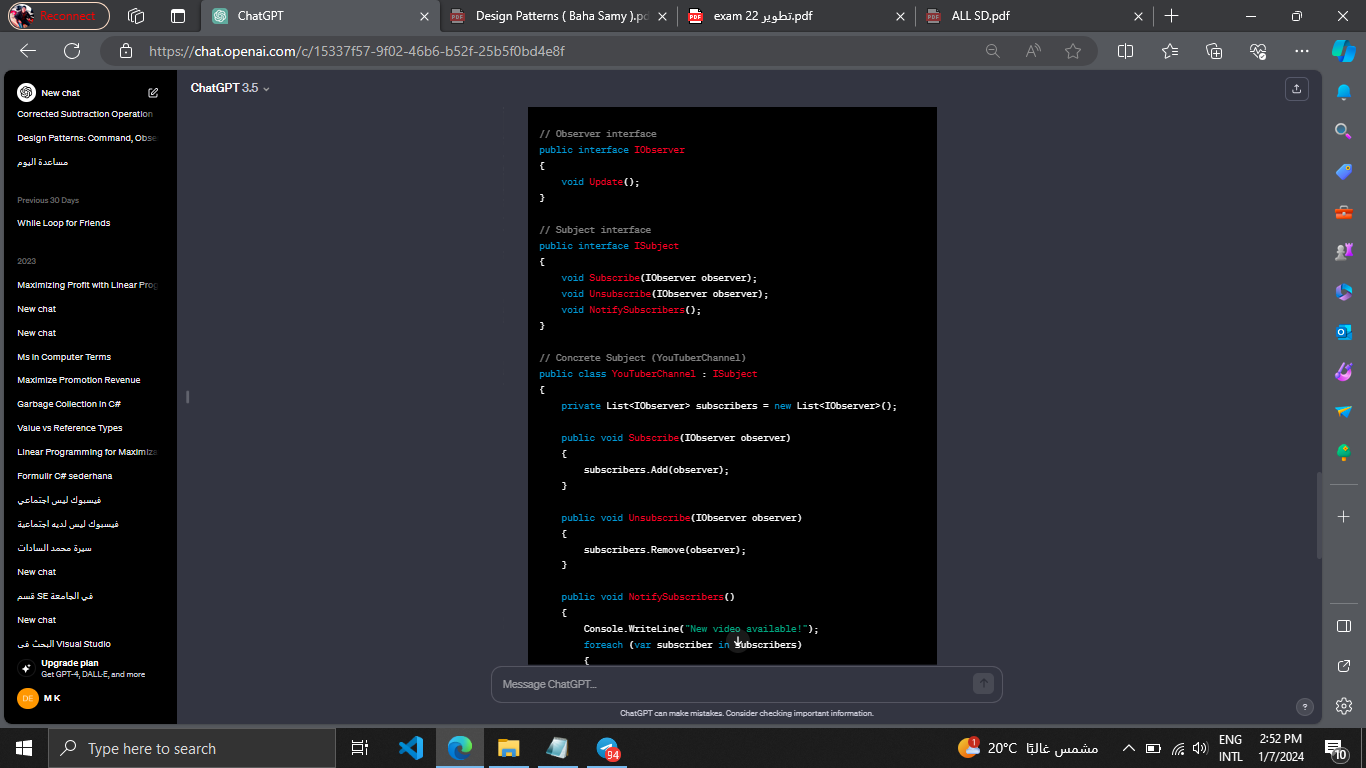 Reconnect
ChatGPT
Design Patterns ( Baha Samy ).pd
exam 22 تطوير.pdf
ALL SD.pdf
https://chat.openai.com/c/15337f57-9f02-46b6-b52f-25b5f0bd4e8f
New chat
Corrected Subtraction Operation
Design Patterns: Command, Obse
مساعدة اليوم
Previous 30 Days
While Loop for Friends
2023
Maximizing Profit with Linear Prog
New chat
New chat
Ms in Computer Terms
Maximize Promotion Revenue
Garbage Collection in C#
Value vs Reference Types
Linear Programming for Maximiza
Formulir C# sederhana
فيسبوك ليس اجتماعي
فيسبوك ليس لديه اجتماعية
سيرة محمد السادات
New chat
في الجامعة SE قسم
New chat
البحث في Visual Studio
Upgrade plan
Get GPT-4, DALL·E, and more
DE
M K
ChatGPT 3.5
// Observer interface
public interface IObserver
{
    void Update();
}
// Subject interface
public interface ISubject
{
    void Subscribe(IObserver observer);
    void Unsubscribe(IObserver observer);
    void NotifySubscribers();
}
// Concrete Subject (YouTuberChannel)
public class YouTuberChannel : ISubject
{
    private List<IObserver> subscribers = new List<IObserver>();
    public void Subscribe(IObserver observer)
    {
        subscribers.Add(observer);
    }
    public void Unsubscribe(IObserver observer)
    {
        subscribers.Remove(observer);
    }
    public void NotifySubscribers()
    {
        Console.WriteLine("New video available!");
        foreach (var subscriber in subscribers)
        {
Message ChatGPT...
ChatGPT can make mistakes. Consider checking important information.
?
Type here to search
94
1
20°C مشمس غالبًا
ENG
INTL
2:52 PM
1/7/2024
10